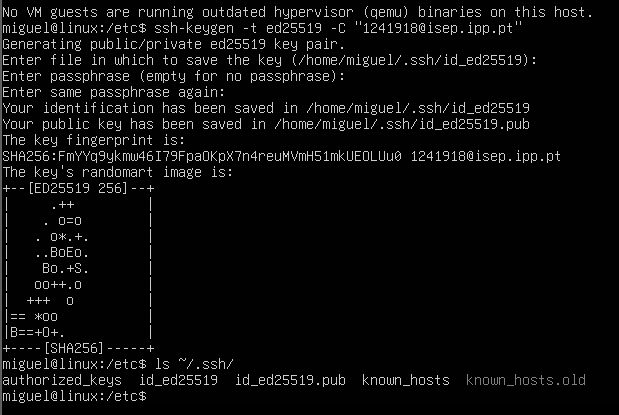 No VM guests are running outdated hypervisor (qemu) binaries on this host.
miguel@linux:/etc$ ssh-keygen -t ed25519 -C "1241918@isep.ipp.pt"
Generating public/private ed25519 key pair.
Enter file in which to save the key (/home/miguel/.ssh/id_ed25519):
Enter passphrase (empty for no passphrase):
Enter same passphrase again:
Your identification has been saved in /home/miguel/.ssh/id_ed25519
Your public key has been saved in /home/miguel/.ssh/id_ed25519.pub
The key fingerprint is:
SHA256:FmYYq9ykmw46I79FpaOKpX7n4reuMVmH51mkUEOLUu0 1241918@isep.ipp.pt
The key's randomart image is:
+--[ED25519 256]--+
|      .++        |
|     . o=o       |
|    . o*.+.      |
|    ..BoEo.      |
|     Bo.+S.      |
|    oo++.o       |
|   +++  o        |
|== *oo           |
|B==+O+.          |
+----[SHA256]-----+
miguel@linux:/etc$ ls ~/.ssh/
authorized_keys  id_ed25519  id_ed25519.pub  known_hosts  known_hosts.old
miguel@linux:/etc$